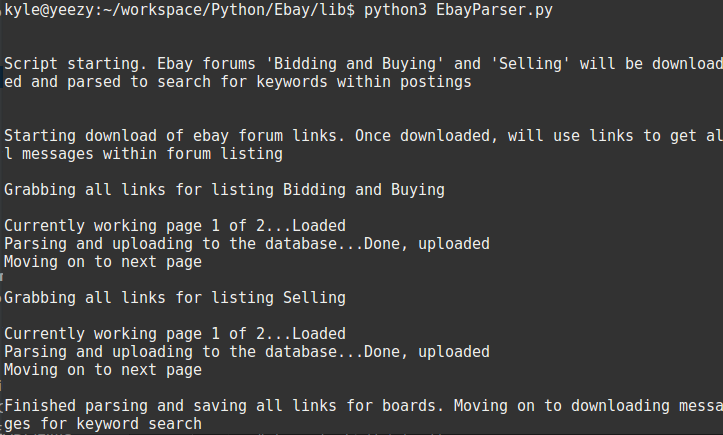 kyle@yeezy:~/workspace/Python/Ebay/lib$ python3 EbayParser.py
Script starting. Ebay forums 'Bidding and Buying' and 'Selling' will be download
ed and parsed to search for keywords within postings
Starting download of ebay forum links. Once downloaded, will use links to get al
l messages within forum listing
Grabbing all links for listing Bidding and Buying
Currently working page 1 of 2...Loaded
Parsing and uploading to the database...Done, uploaded
Moving on to next page
Grabbing all links for listing Selling
Currently working page 1 of 2...Loaded
Parsing and uploading to the database...Done, uploaded
Moving on to next page
Finished parsing and saving all links for boards. Moving on to downloading messa
ges for keyword search